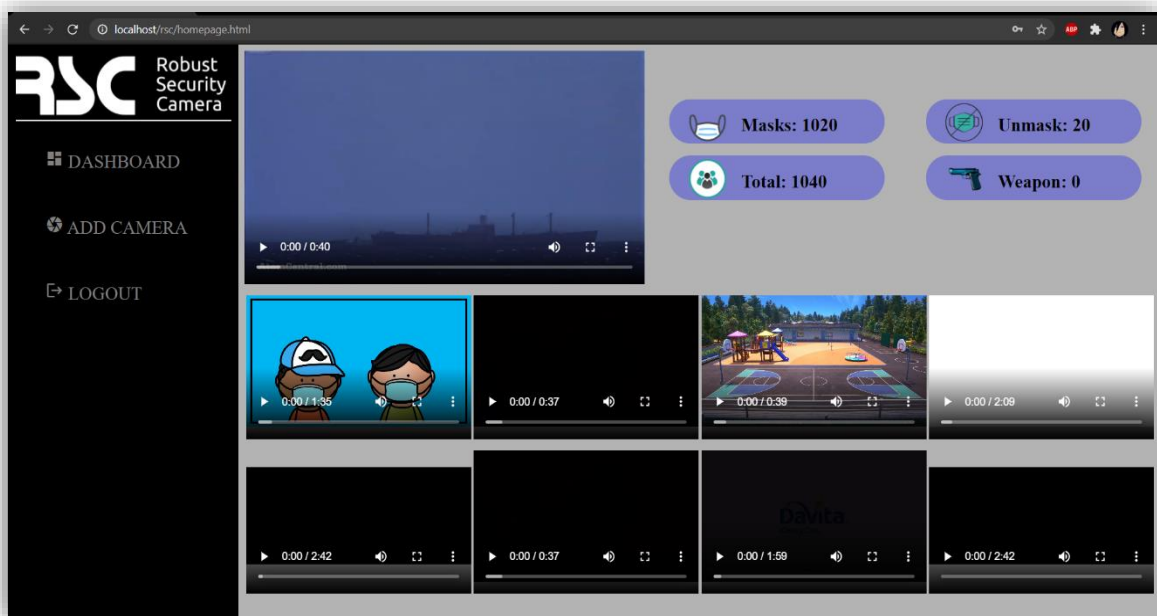 localhost/rsc/homepage.html
ABP
RSC
Robust
Security
Camera
DASHBOARD
ADD CAMERA
LOGOUT
0:00 / 0:40
Masks: 1020
Unmask: 20
Total: 1040
Weapon: 0
0:00 / 1:35
0:00 / 0:37
0:00 / 0:39
0:00 / 2:09
0:00 / 2:42
0:00 / 0:37
DaVita
0:00 / 1:59
0:00 / 2:42